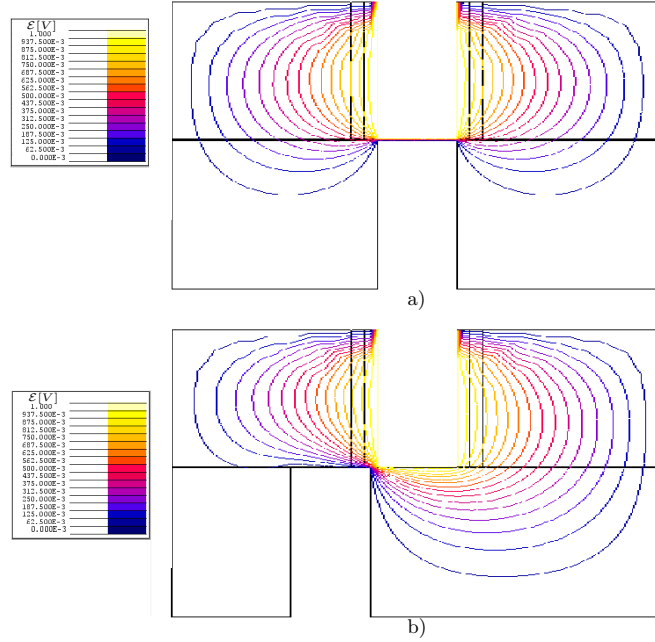 ℰ[V]
1.000
937.500E-3
875.000E-3
812.500E-3
750.000E-3
687.500E-3
625.000E-3
562.500E-3
500.000E-3
437.500E-3
375.000E-3
312.500E-3
250.000E-3
187.500E-3
125.000E-3
62.500E-3
0.000E-3
a)
ℰ[V]
1.000
937.500E-3
875.000E-3
812.500E-3
750.000E-3
687.500E-3
625.000E-3
562.500E-3
500.000E-3
437.500E-3
375.000E-3
312.500E-3
250.000E-3
187.500E-3
125.000E-3
62.500E-3
0.000E-3
b)